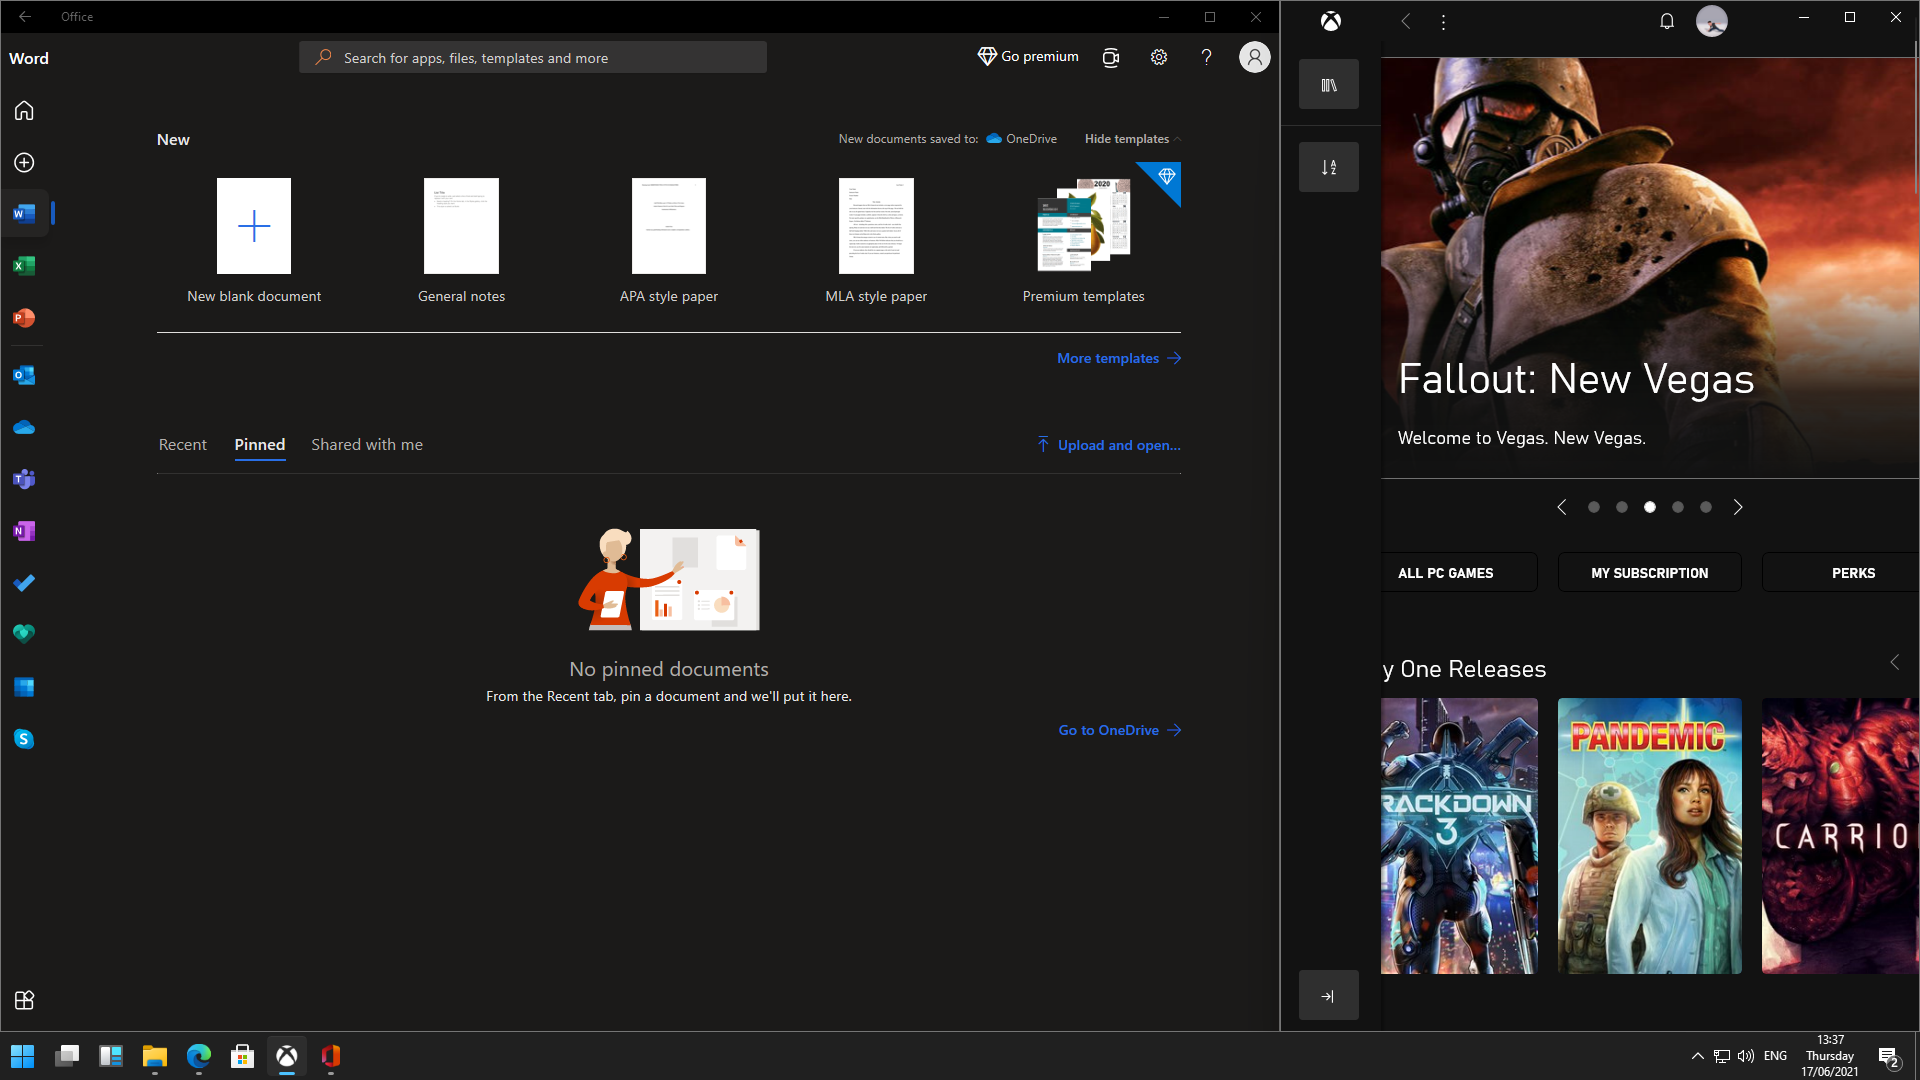 Office
Word
Search for apps, files, templates and more
Go premium
New
New documents saved to: OneDrive
Hide templates
2020
New blank document
General notes
APA style paper
MLA style paper
Premium templates
More templates
Recent
Pinned
Shared with me
Upload and open...
No pinned documents
From the Recent tab, pin a document and we'll put it here.
Go to OneDrive
Fallout: New Vegas
Welcome to Vegas. New Vegas.
ALL PC GAMES
MY SUBSCRIPTION
PERKS
y One Releases
RACKDOWN
3
PANDEMIC
CARRIO
ENG
13:37
Thursday
17/06/2021
2